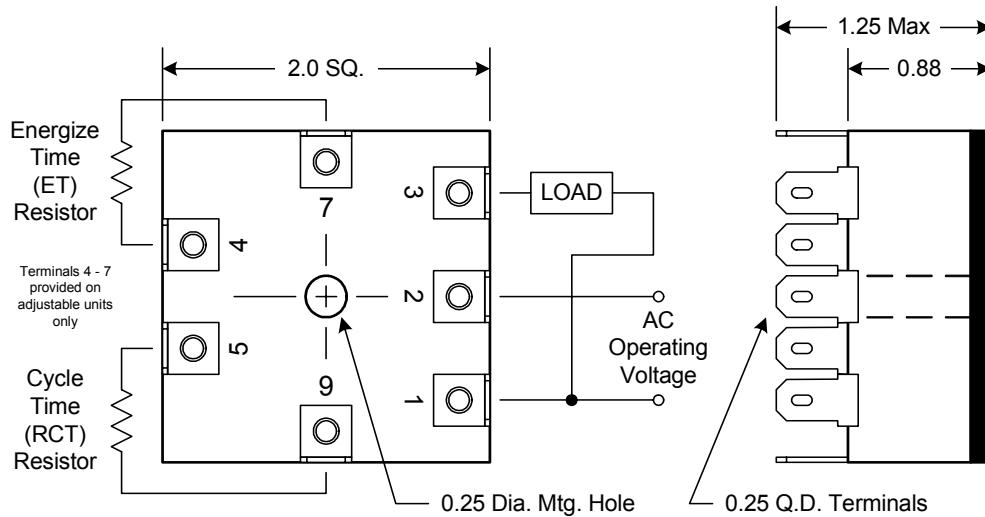 1.25 Max
2.0 SQ.
0.88
Energize
Time
(ET)
Resistor
7
3
LOAD
4
Terminals 4 - 7
provided on
adjustable units
only
2
AC
Operating
Voltage
5
6
1
Cycle
Time
(RCT)
Resistor
0.25 Dia. Mtg. Hole
0.25 Q.D. Terminals